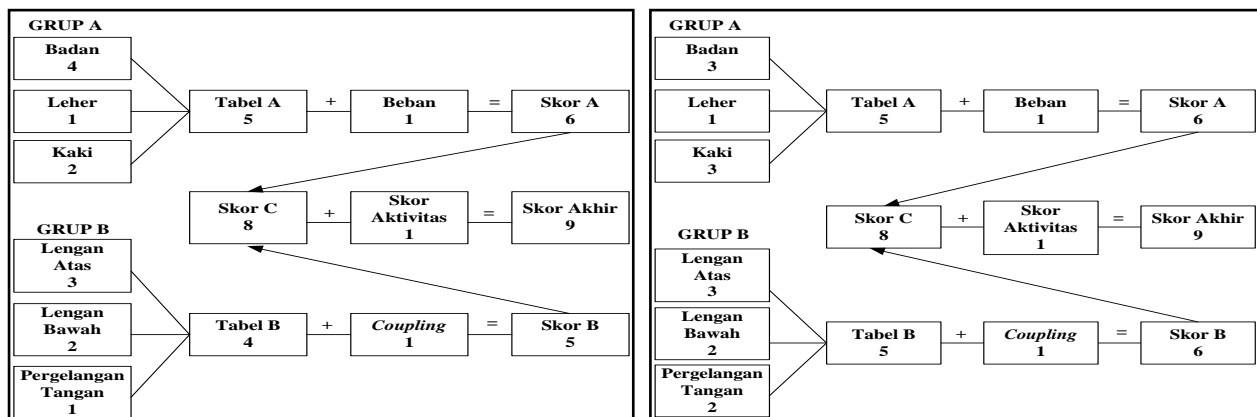 GRUP A
Badan
4
Leher
1
Kaki
2
Tabel A
5
+
Beban
1
=
Skor A
6
Skor C
8
+
Skor
Aktivitas
1
=
Skor Akhir
9
GRUP B
Lengan
Atas
3
Lengan
Bawah
2
Pergelangan
Tangan
1
Tabel B
4
+
Coupling
1
=
Skor B
5
GRUP A
Badan
3
Leher
1
Kaki
3
Tabel A
5
+
Beban
1
=
Skor A
6
Skor C
8
+
Skor
Aktivitas
1
=
Skor Akhir
9
GRUP B
Lengan
Atas
3
Lengan
Bawah
2
Pergelangan
Tangan
2
Tabel B
5
+
Coupling
1
=
Skor B
6